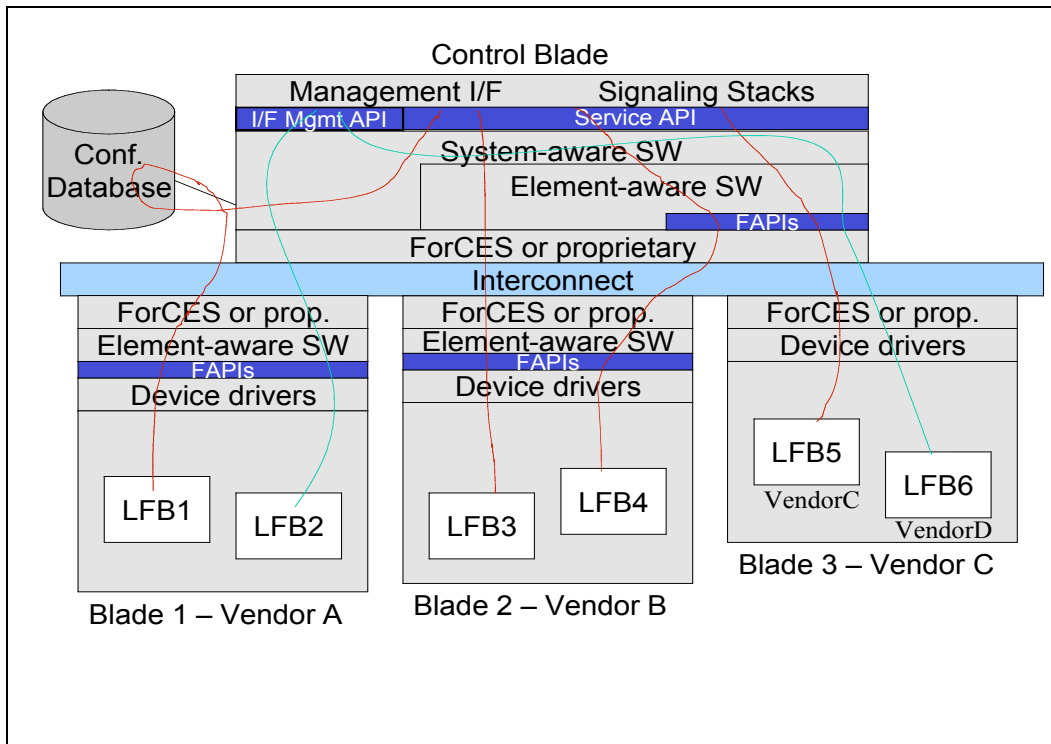 Control Blade
Management I/F
Signaling Stacks
I/F Mgmt API
Service API
Conf.
Database
System-aware SW
Element-aware SW
FAPIs
ForCES or proprietary
Interconnect
ForCES or prop.
Element-aware SW
FAPIs
Device drivers
LFB1
LFB2
Blade 1 – Vendor A
ForCES or prop.
Element-aware SW
FAPIs
Device drivers
LFB3
LFB4
Blade 2 – Vendor B
ForCES or prop.
Device drivers
LFB5
VendorC
LFB6
VendorD
Blade 3 – Vendor C